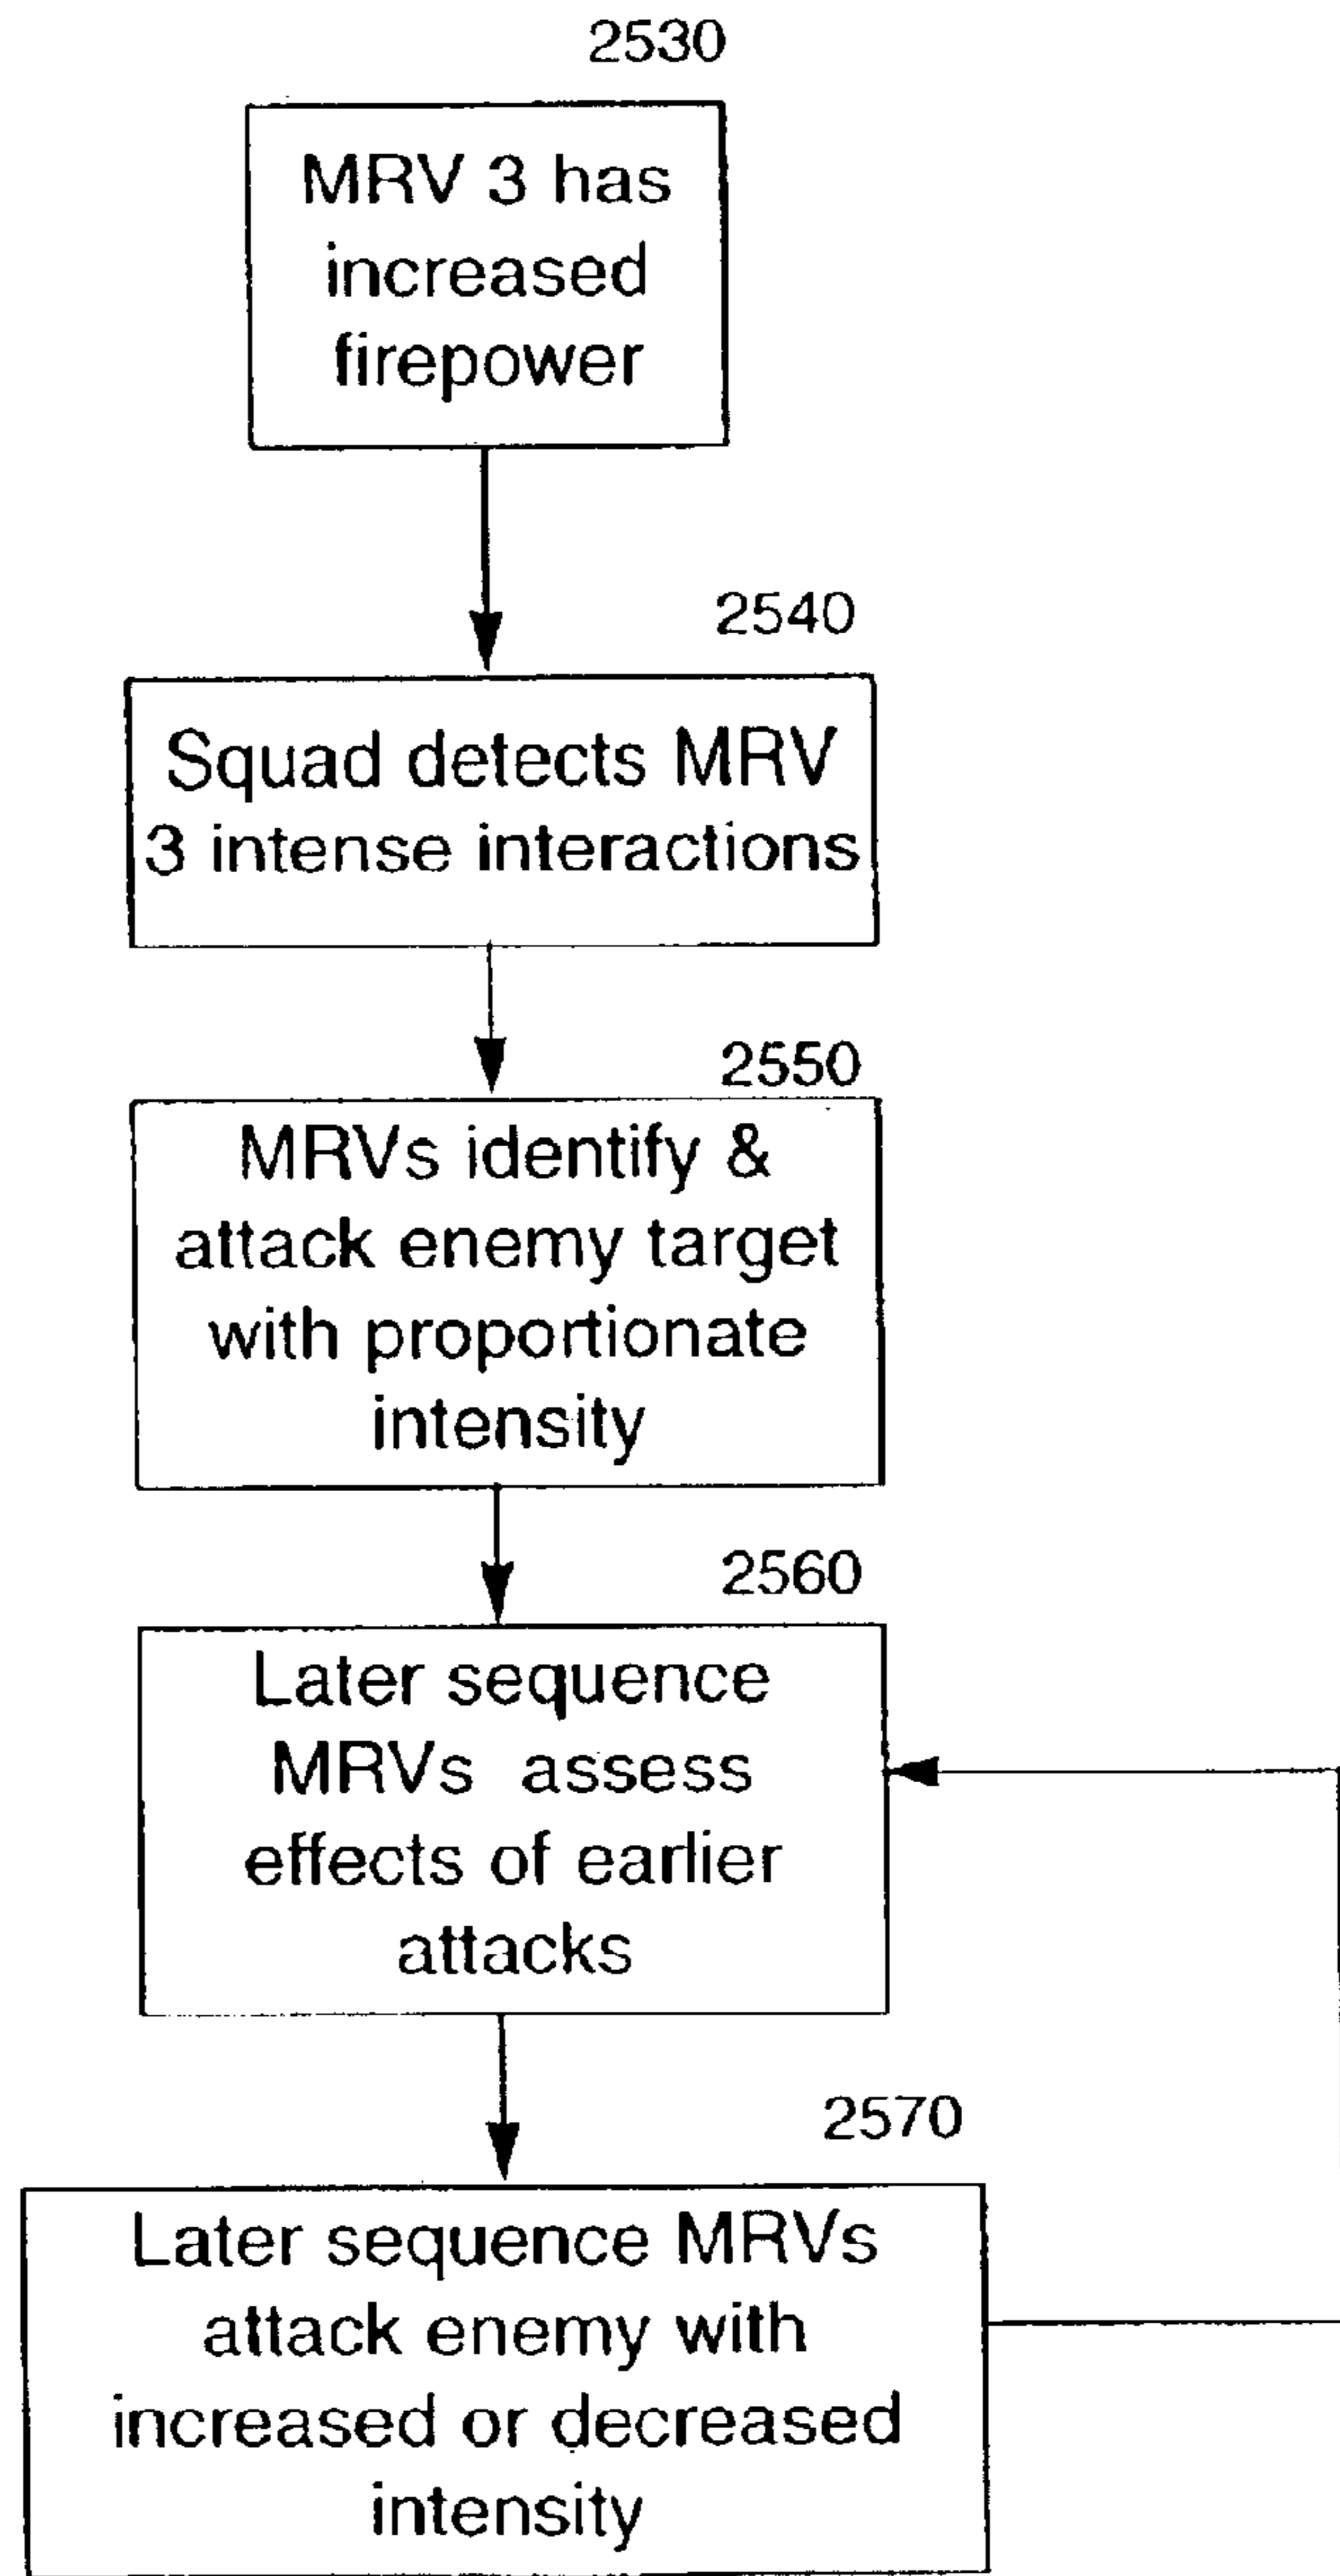 2530
MRV 3 has
increased
firepower
2540
Squad detects MRV
3 intense interactions
2550
MRVs identify &
attack enemy target
with proportionate
intensity
2560
Later sequence
MRVs assess
effects of earlier
attacks
2570
Later sequence MRVs
attack enemy with
increased or decreased
intensity